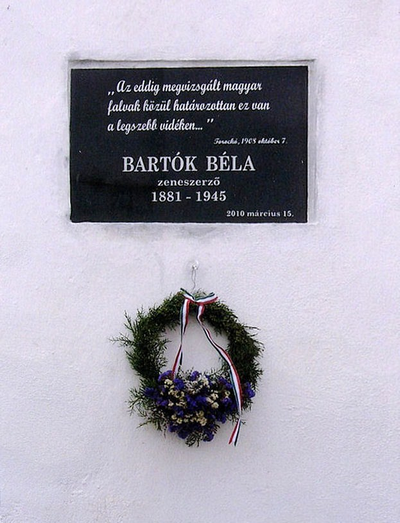 „Az eddig megvizsgált magyar
falvak közül határozottan ez van
a legszebb vidéken..."
Torockó, 1908 október 7.
BARTÓK BÉLA
zeneszerző
1881 - 1945
2010 március 15.